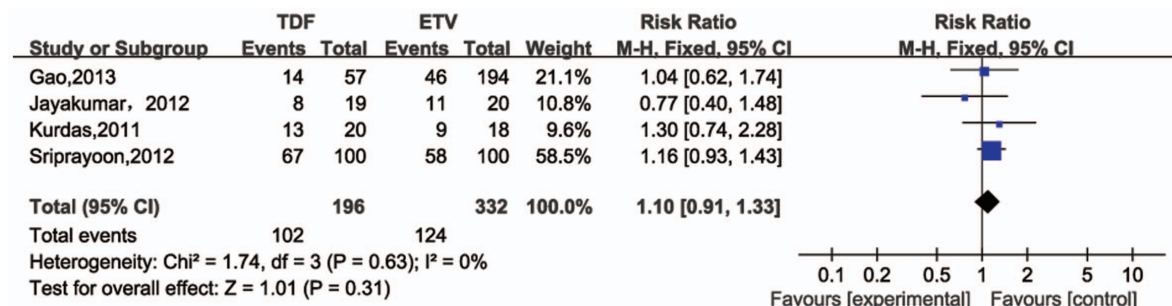 TDF ETV Risk Ratio Risk Ratio
Study or Subgroup Events Total Events Total Weight M-H, Fixed, 95% CI M-H, Fixed, 95% CI
Gao,2013 14 57 46 194 21.1% 1.04 [0.62, 1.74]
Jayakumar, 2012 8 19 11 20 10.8% 0.77 [0.40, 1.48]
Kurdas,2011 13 20 9 18 9.6% 1.30 [0.74, 2.28]
Sriprayoon,2012 67 100 58 100 58.5% 1.16 [0.93, 1.43]
Total (95% CI) 196 332 100.0% 1.10 [0.91, 1.33]
Total events 102 124
Heterogeneity: Chi² = 1.74, df = 3 (P = 0.63); I² = 0%
Test for overall effect: Z = 1.01 (P = 0.31)
0.1 0.2 0.5 1 2 5 10
Favours [experimental] Favours [control]